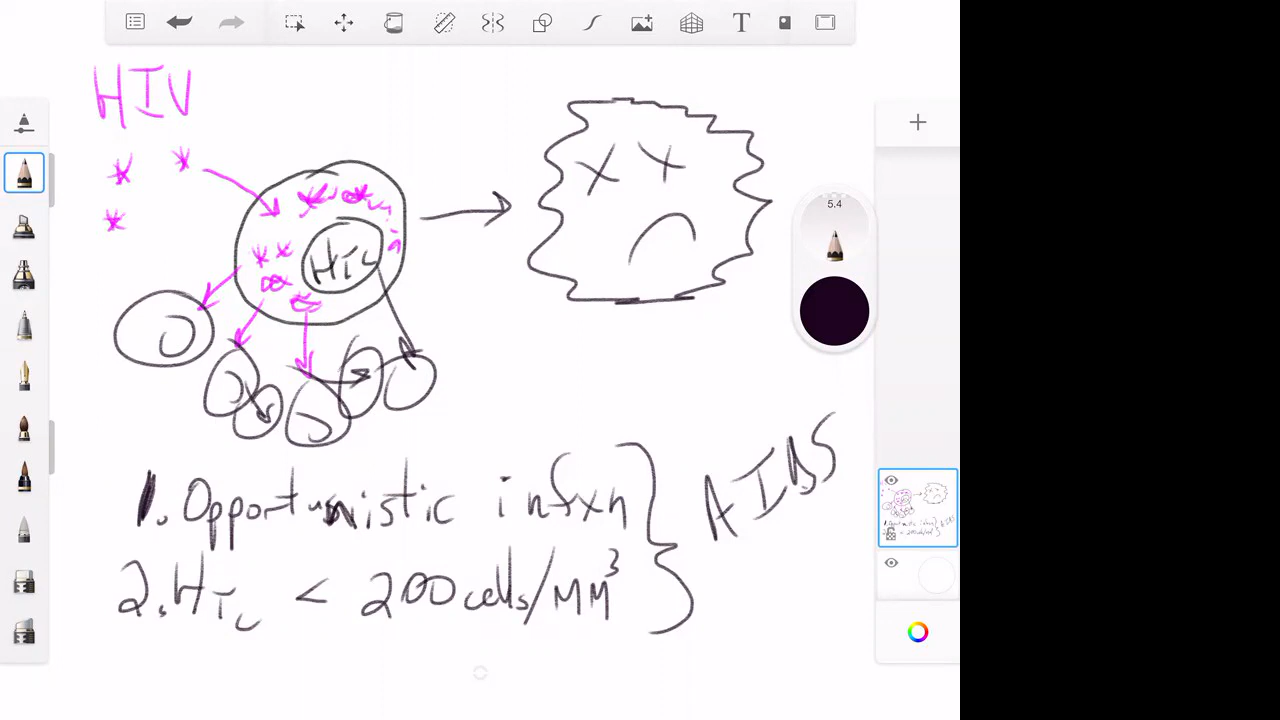 HIV
HTc
5.4
1. Opportunistic infxn
2. HTc < 200 cells/MM³
AIDS